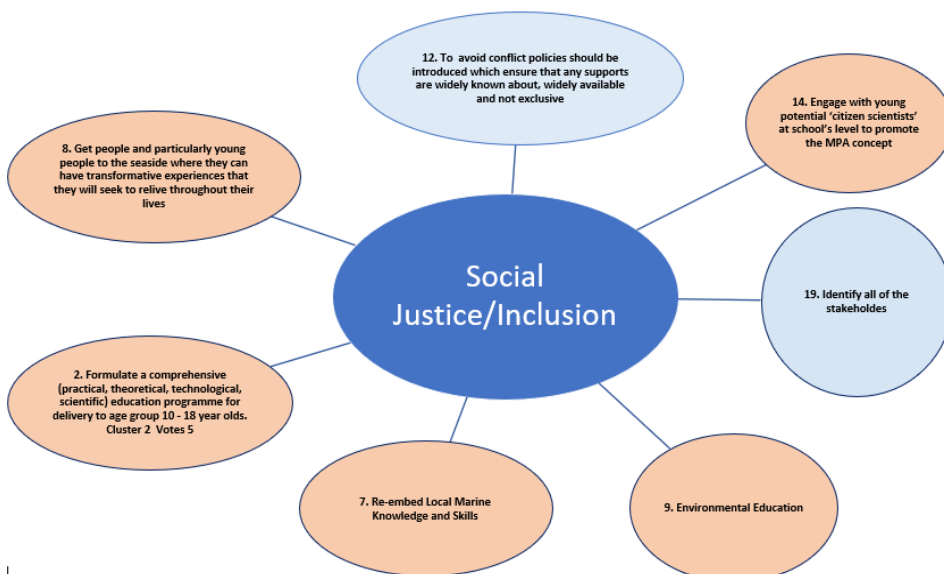 12. To  avoid conflict policies should be
introduced which ensure that any supports
are widely known about, widely available
and not exclusive
14. Engage with young
potential ‘citizen scientists’
at school’s level to promote
the MPA concept
8. Get people and particularly young
people to the seaside where they can
have transformative experiences that
they will seek to relive throughout their
lives
Social
Justice/Inclusion
19. Identify all of the
stakeholdes
2. Formulate a comprehensive
(practical, theoretical, technological,
scientific) education programme for
delivery to age group 10 - 18 year olds.
Cluster 2  Votes 5
7. Re-embed Local Marine
Knowledge and Skills
9. Environmental Education